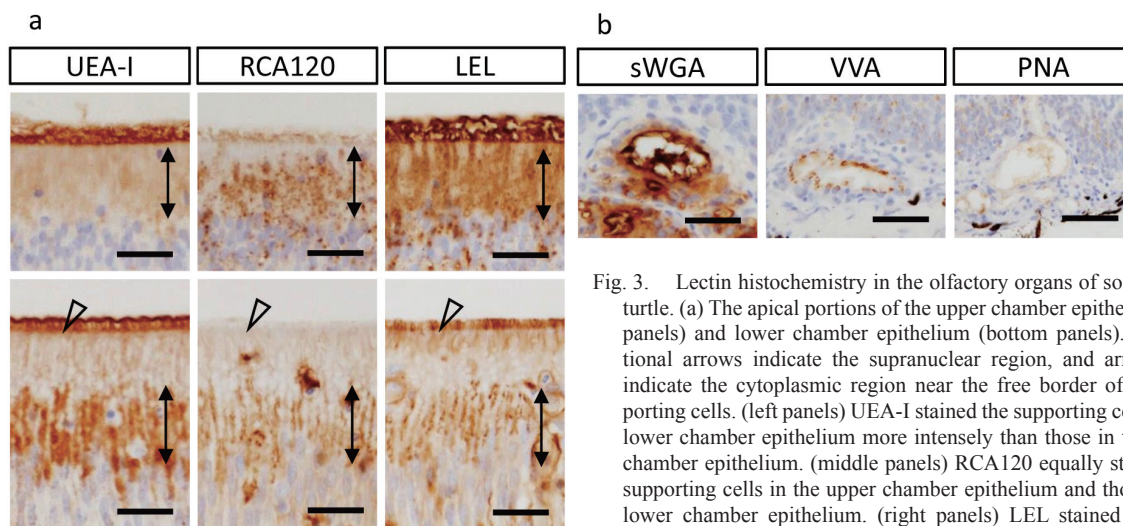 a
UEA-I
RCA120
LEL
b
sWGA
VVA
PNA
Fig. 3. Lectin histochemistry in the olfactory organs of so
turtle. (a) The apical portions of the upper chamber epithe
panels) and lower chamber epithelium (bottom panels).
tional arrows indicate the supranuclear region, and arr
indicate the cytoplasmic region near the free border of
porting cells. (left panels) UEA-I stained the supporting ce
lower chamber epithelium more intensely than those in
chamber epithelium. (middle panels) RCA120 equally st
supporting cells in the upper chamber epithelium and the
lower chamber epithelium. (right panels) LEL stained